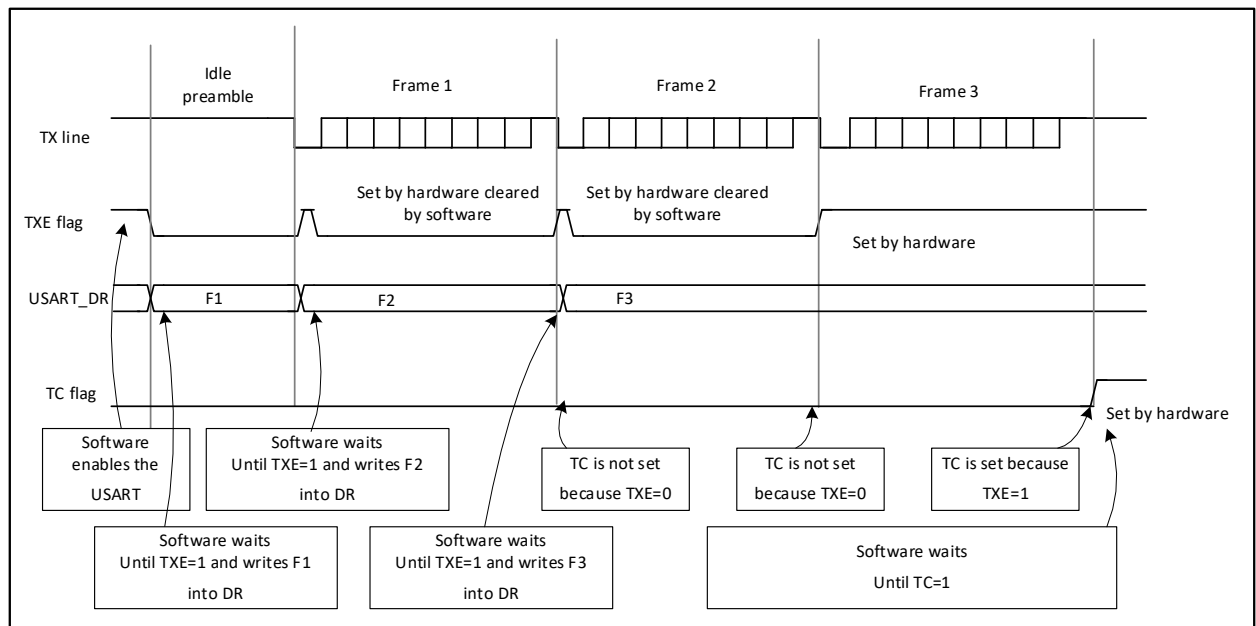 Idle
preamble
Frame 1
Frame 2
Frame 3
TX line
Set by hardware cleared
by software
Set by hardware cleared
by software
TXE flag
Set by hardware
USART_DR
F1
F2
F3
TC flag
Set by hardware
Software
enables the
USART
Software waits
Until TXE=1 and writes F2
into DR
TC is not set
because TXE=0
TC is not set
because TXE=0
TC is set because
TXE=1
Software waits
Until TXE=1 and writes F1
into DR
Software waits
Until TXE=1 and writes F3
into DR
Software waits
Until TC=1